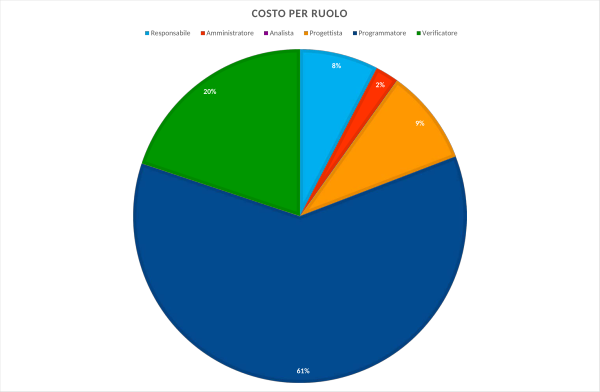 COSTO PER RUOLO
Responsabile Amministratore Analista Progettista Programmatore Verificatore
8%
2%
20%
9%
61%